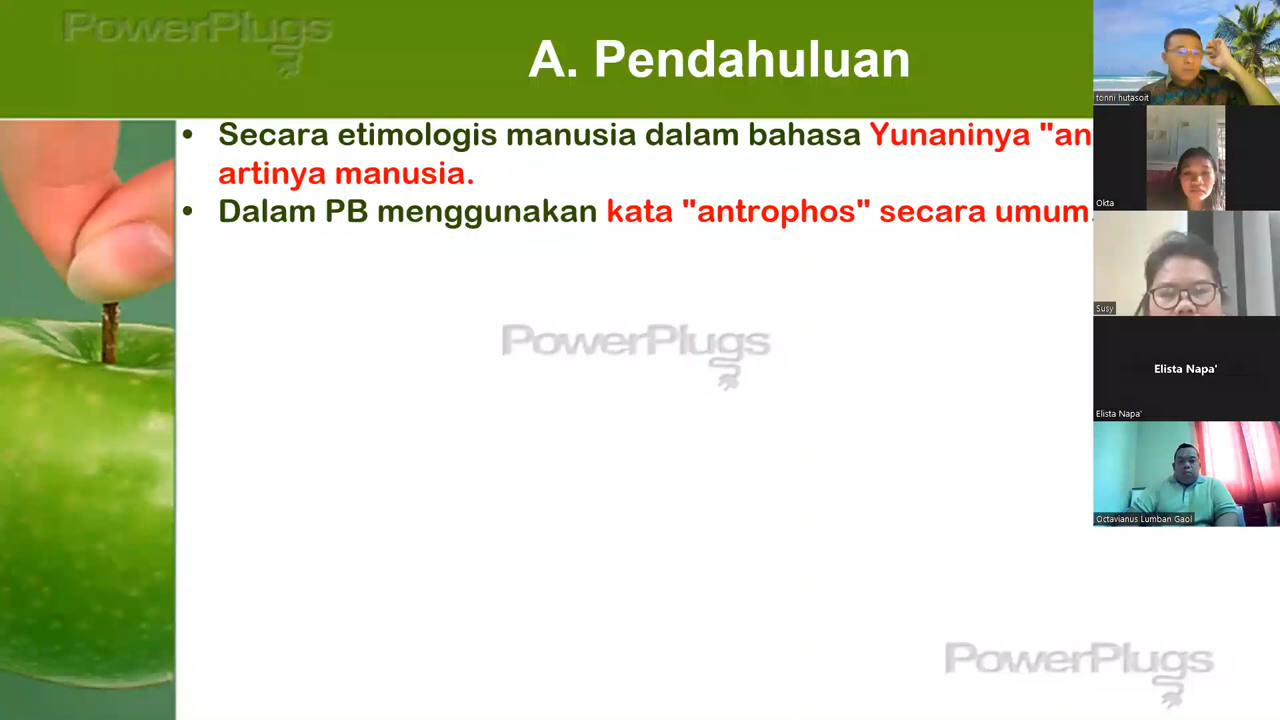 PowerPlugs
A. Pendahuluan
• Secara etimologis manusia dalam bahasa Yunaninya "an
artinya manusia.
• Dalam PB menggunakan kata "antrophos" secara umum.
PowerPlugs
PowerPlugs
tonni hutasoit
Okta
Susy
Elista Napa'
Elista Napa'
Octavianus Lumban Gaol